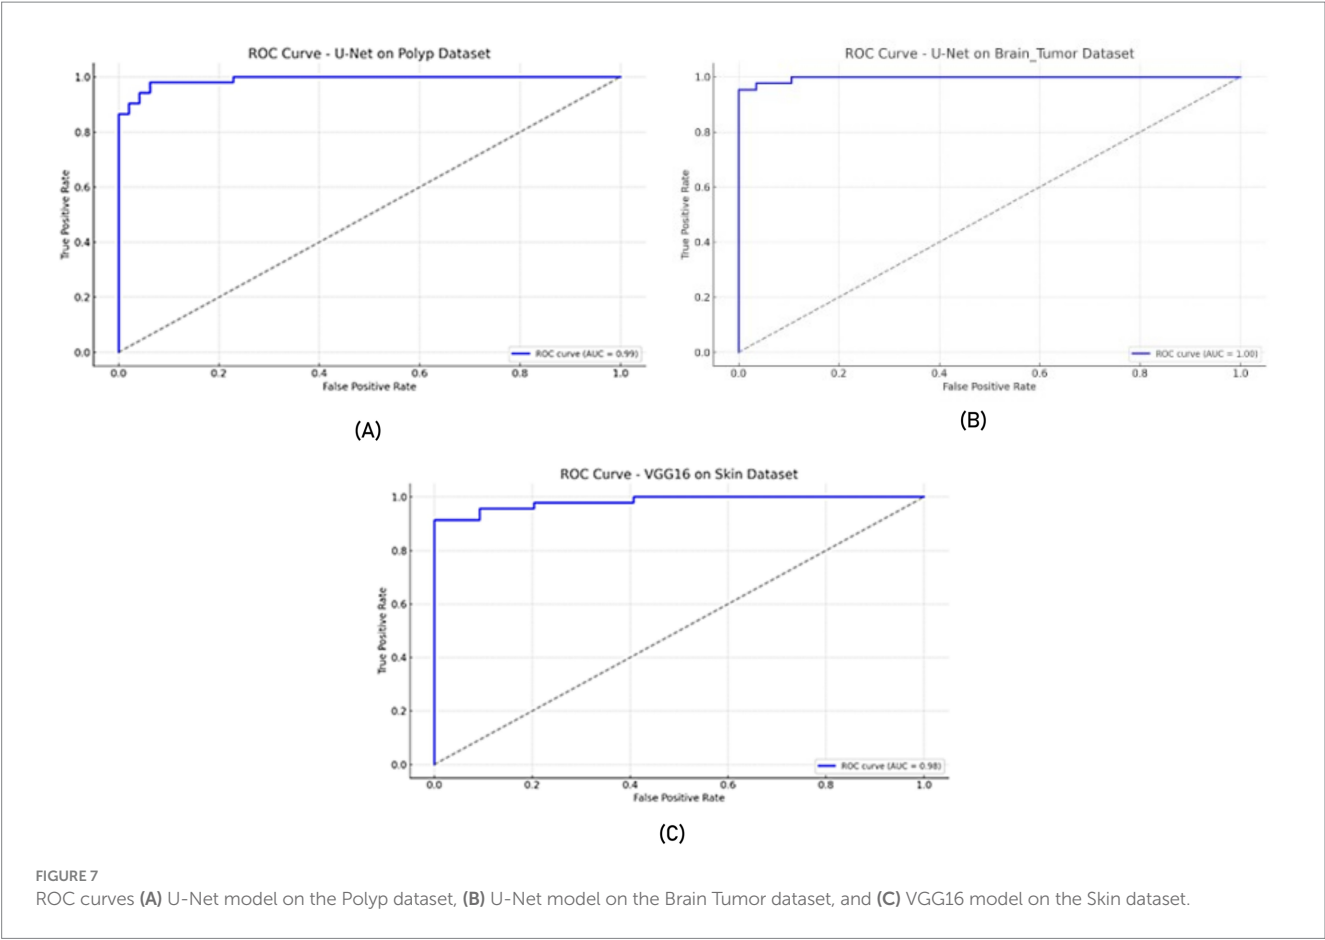 ROC Curve - U-Net on Polyp Dataset
1.0
0.8
0.6
0.4
0.2
0.0
True Positive Rate
ROC curve (AUC = 0.99)
0.0 0.2 0.4 0.6 0.8 1.0
False Positive Rate
(A)
ROC Curve - U-Net on Brain_Tumor Dataset
1.0
0.8
0.6
0.4
0.2
0.0
True Positive Rate
ROC curve (AUC = 1.00)
0.0 0.2 0.4 0.6 0.8 1.0
False Positive Rate
(B)
ROC Curve - VGG16 on Skin Dataset
1.0
0.8
0.6
0.4
0.2
0.0
True Positive Rate
ROC curve (AUC = 0.98)
0.0 0.2 0.4 0.6 0.8 1.0
False Positive Rate
(C)
FIGURE 7
ROC curves (A) U-Net model on the Polyp dataset, (B) U-Net model on the Brain Tumor dataset, and (C) VGG16 model on the Skin dataset.